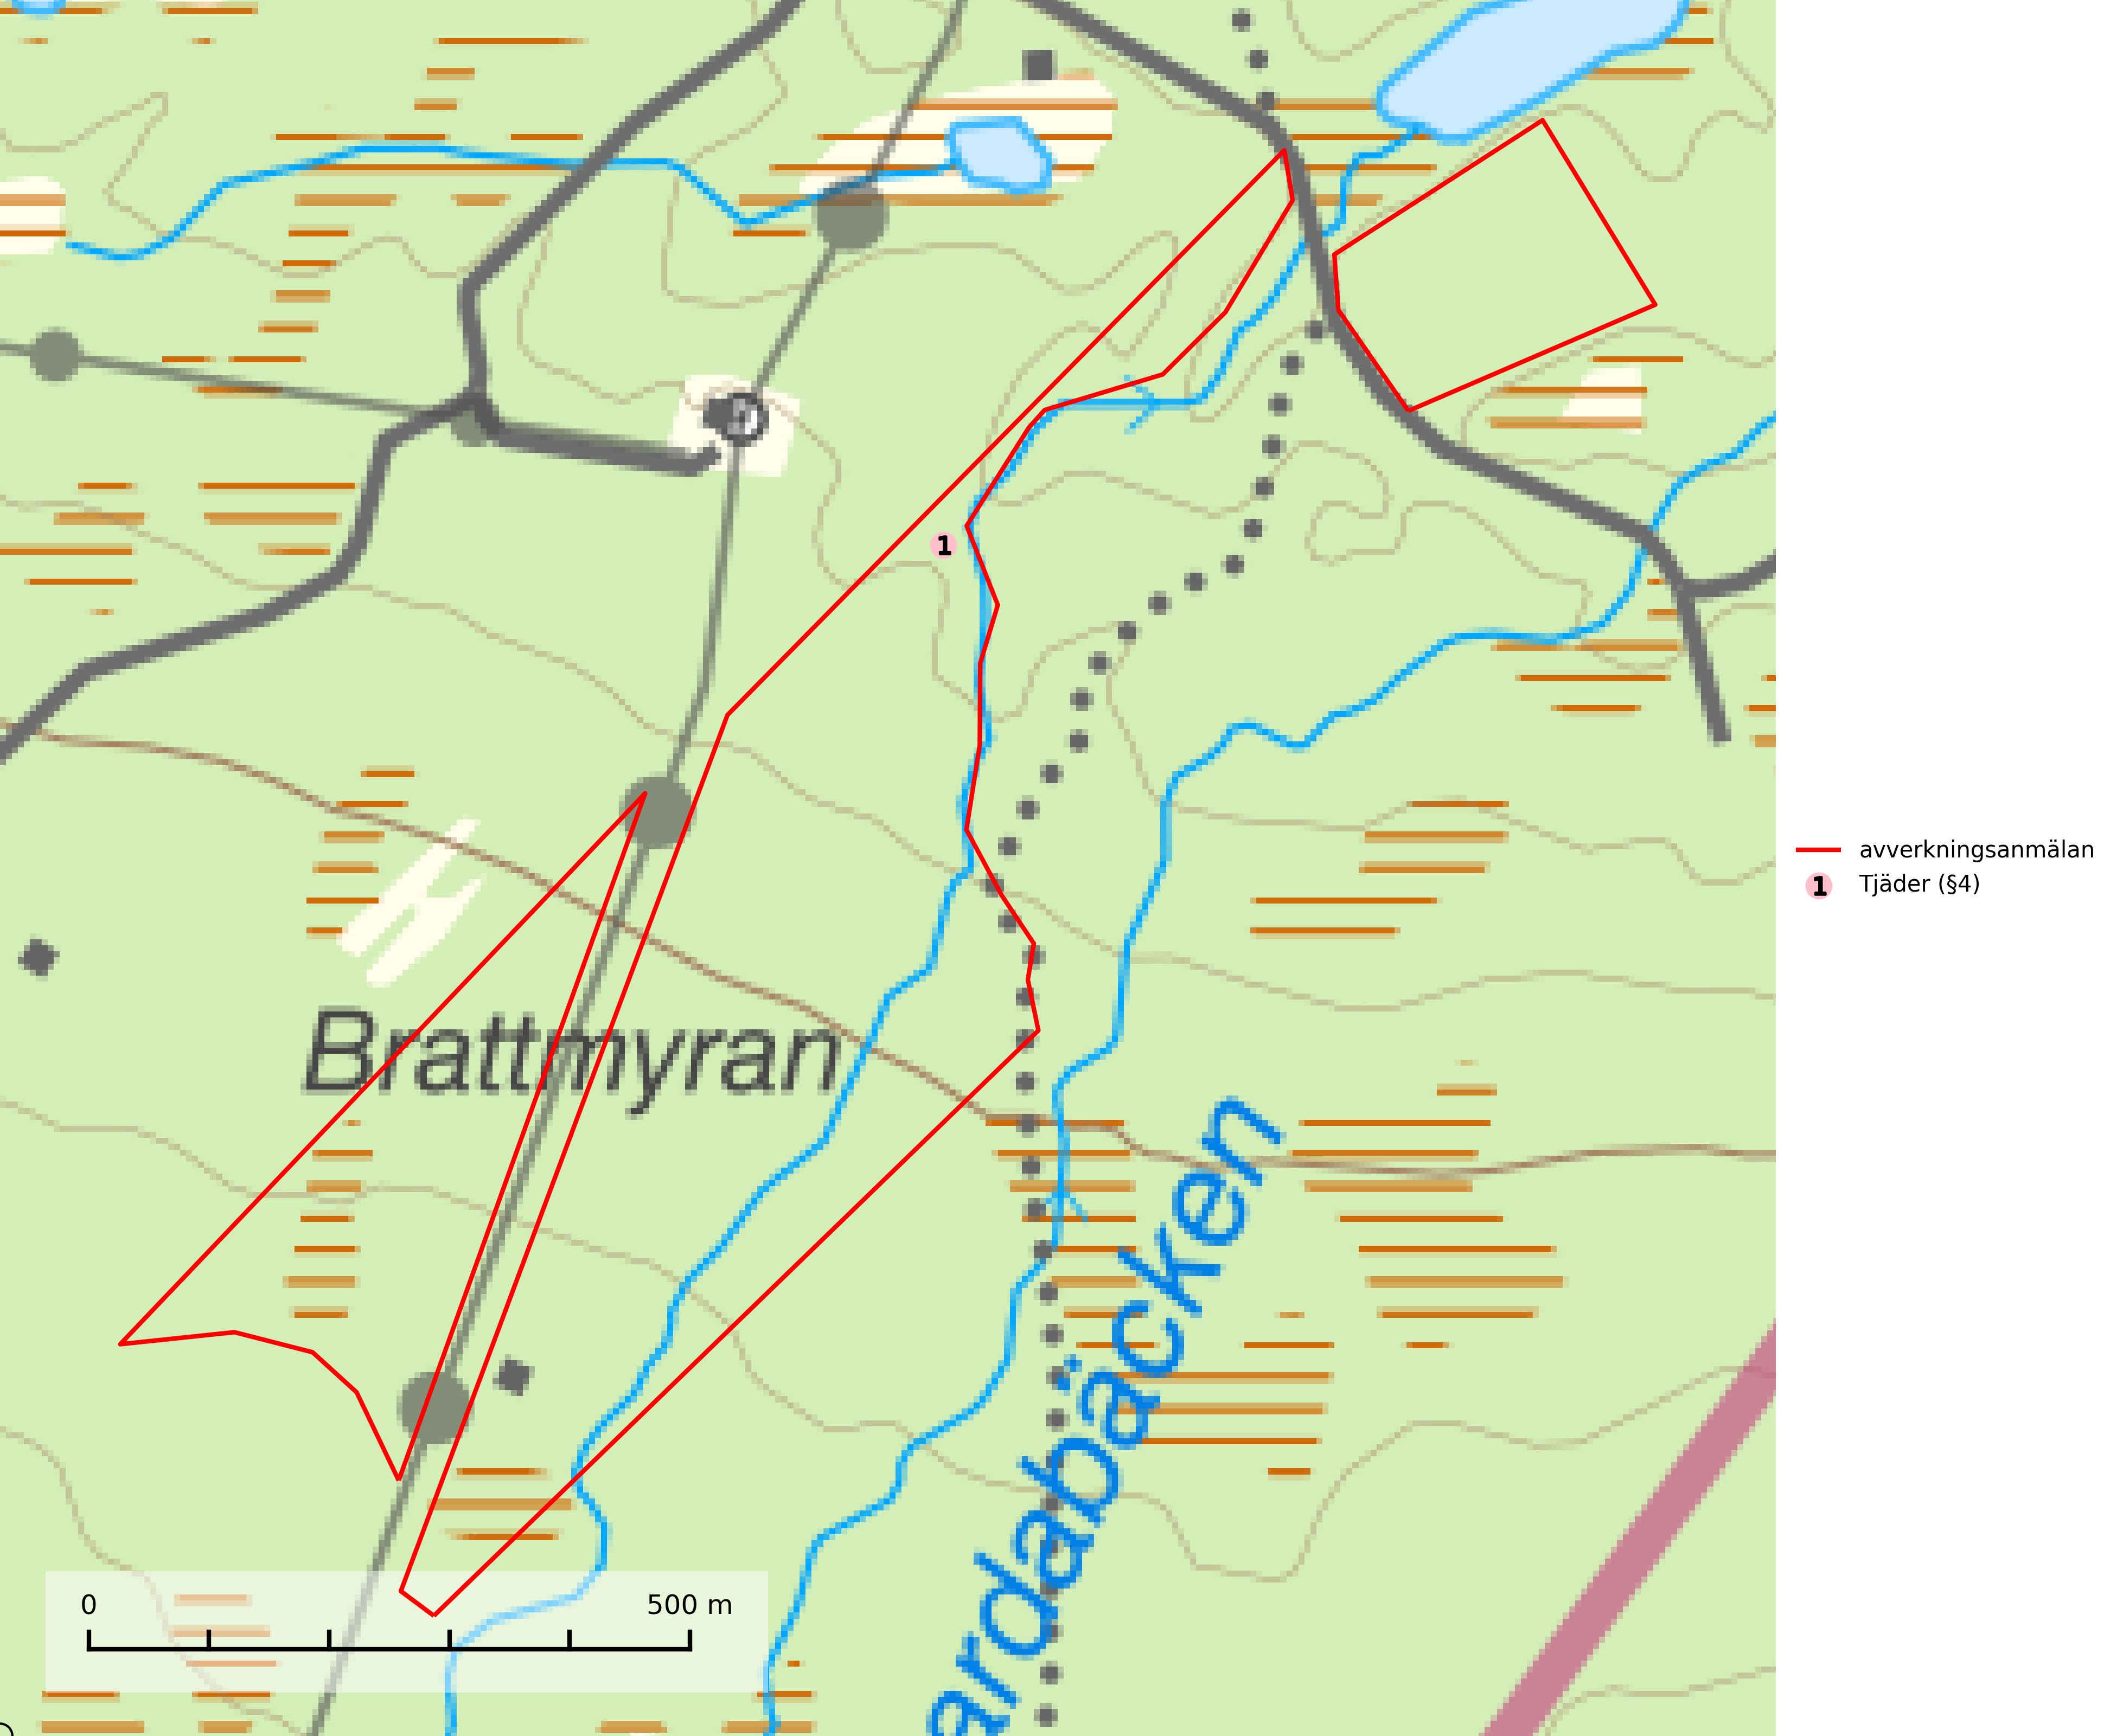 1
Brattmyran
ardabäcken
0 500 m
avverkningsanmälan
1 Tjäder (§4)